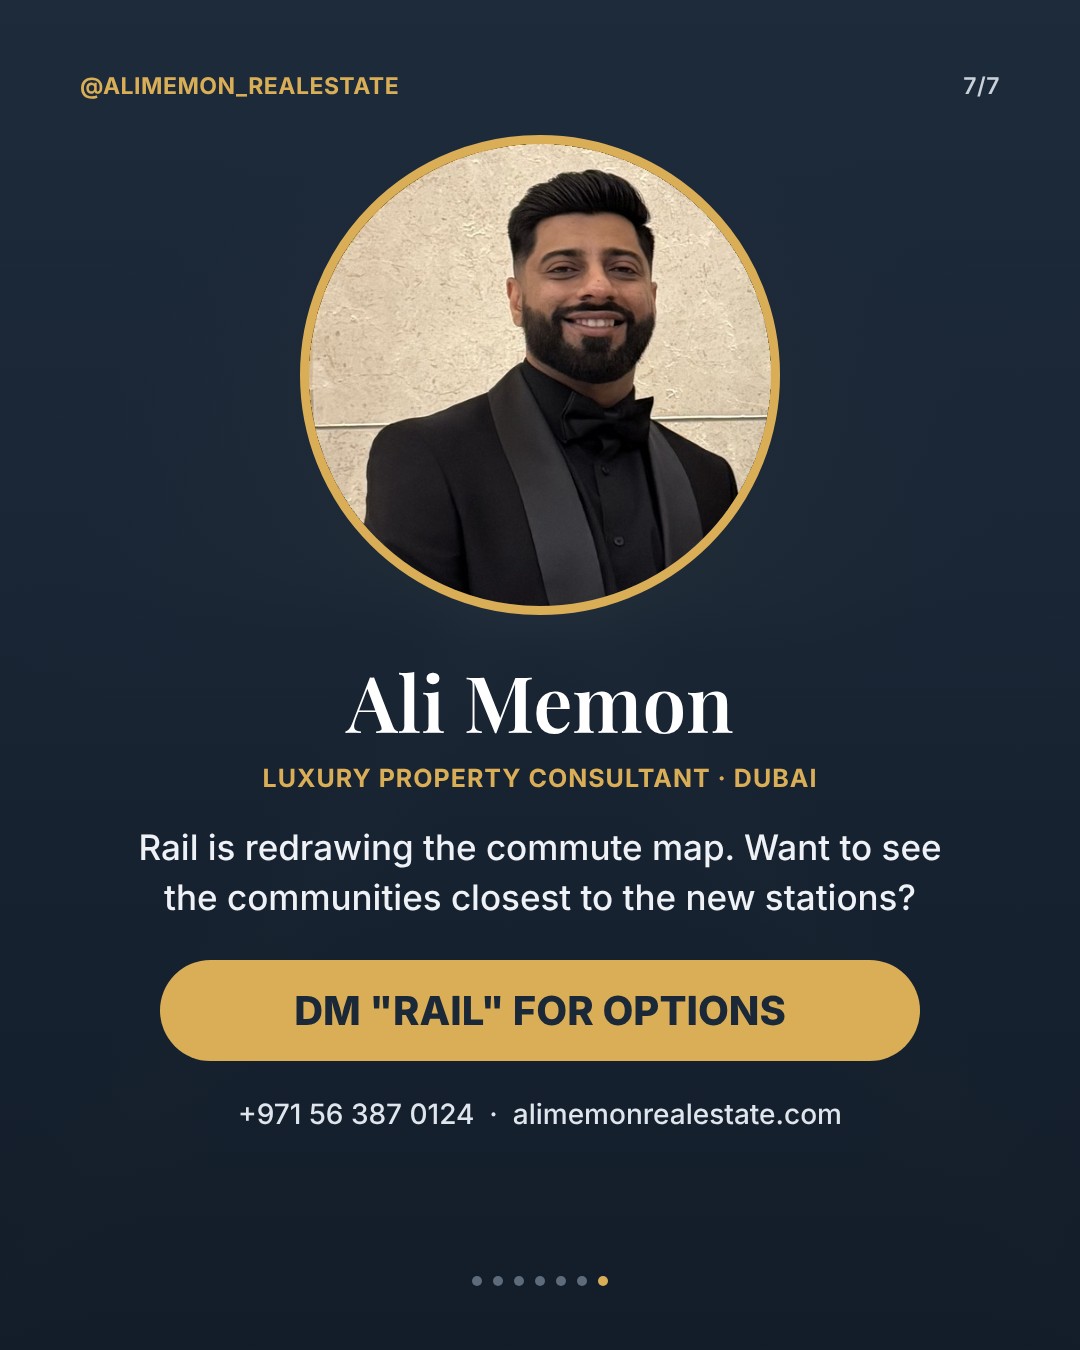 @ALIMEMON_REALESTATE
7/7
Ali Memon
LUXURY PROPERTY CONSULTANT · DUBAI
Rail is redrawing the commute map. Want to see
the communities closest to the new stations?
DM "RAIL" FOR OPTIONS
+971 56 387 0124 · alimemonrealestate.com